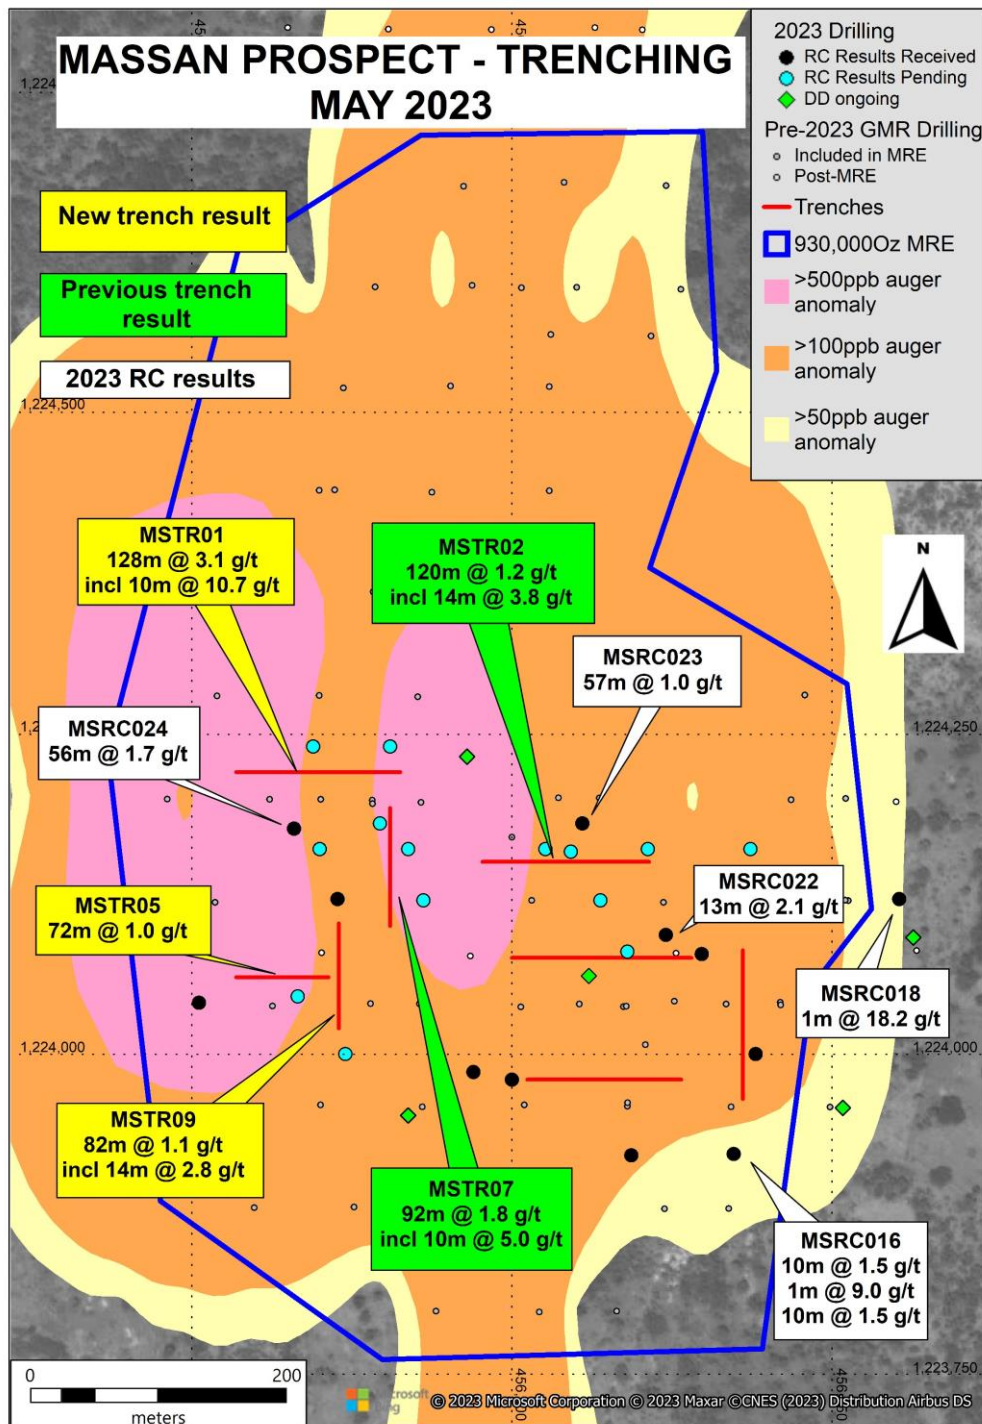 MASSAN PROSPECT - TRENCHING
MAY 2023
2023 Drilling
RC Results Received
RC Results Pending
DD ongoing
Pre-2023 GMR Drilling
Included in MRE
Post-MRE
Trenches
930,000Oz MRE
>500ppb auger
anomaly
>100ppb auger
anomaly
>50ppb auger
anomaly
New trench result
Previous trench
result
2023 RC results
1,224,500
MSTR01
128m @ 3.1 g/t
incl 10m @ 10.7 g/t
MSTR02
120m @ 1.2 g/t
incl 14m @ 3.8 g/t
N
MSRC023
57m @ 1.0 g/t
MSRC024
56m @ 1.7 g/t
1,224,250
MSRC022
13m @ 2.1 g/t
MSTR05
72m @ 1.0 g/t
MSRC018
1m @ 18.2 g/t
1,224,000
1,224,000
MSTR09
82m @ 1.1 g/t
incl 14m @ 2.8 g/t
MSTR07
92m @ 1.8 g/t
incl 10m @ 5.0 g/t
MSRC016
10m @ 1.5 g/t
1m @ 9.0 g/t
10m @ 1.5 g/t
0 200
meters
1,223,750
Microsoft
© 2023 Microsoft Corporation © 2023 Maxar ©CNES (2023) Distribution Airbus DS